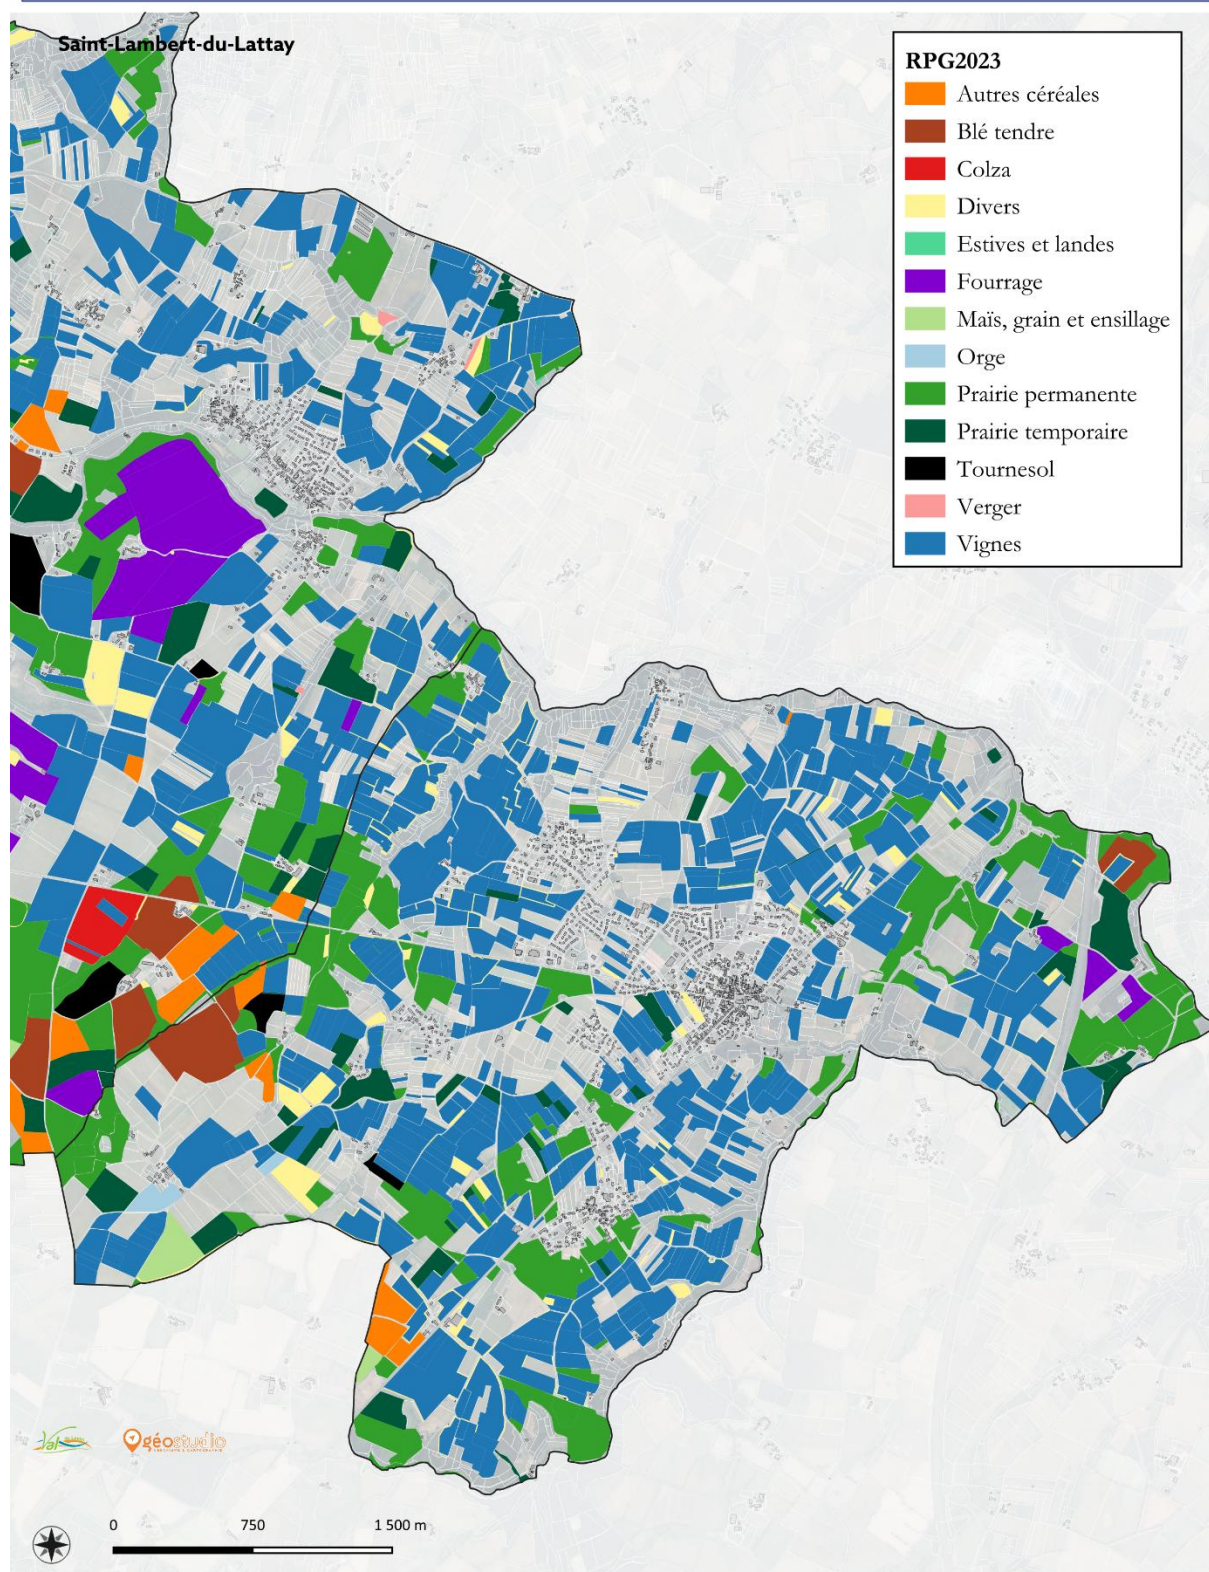 Saint-Lambert-du-Lattay
RPG2023
Autres céréales
Blé tendre
Colza
Divers
Estives et landes
Fourrage
Maïs, grain et ensillage
Orge
Prairie permanente
Prairie temporaire
Tournesol
Verger
Vignes
Val
géostudio
0 750 1 500 m